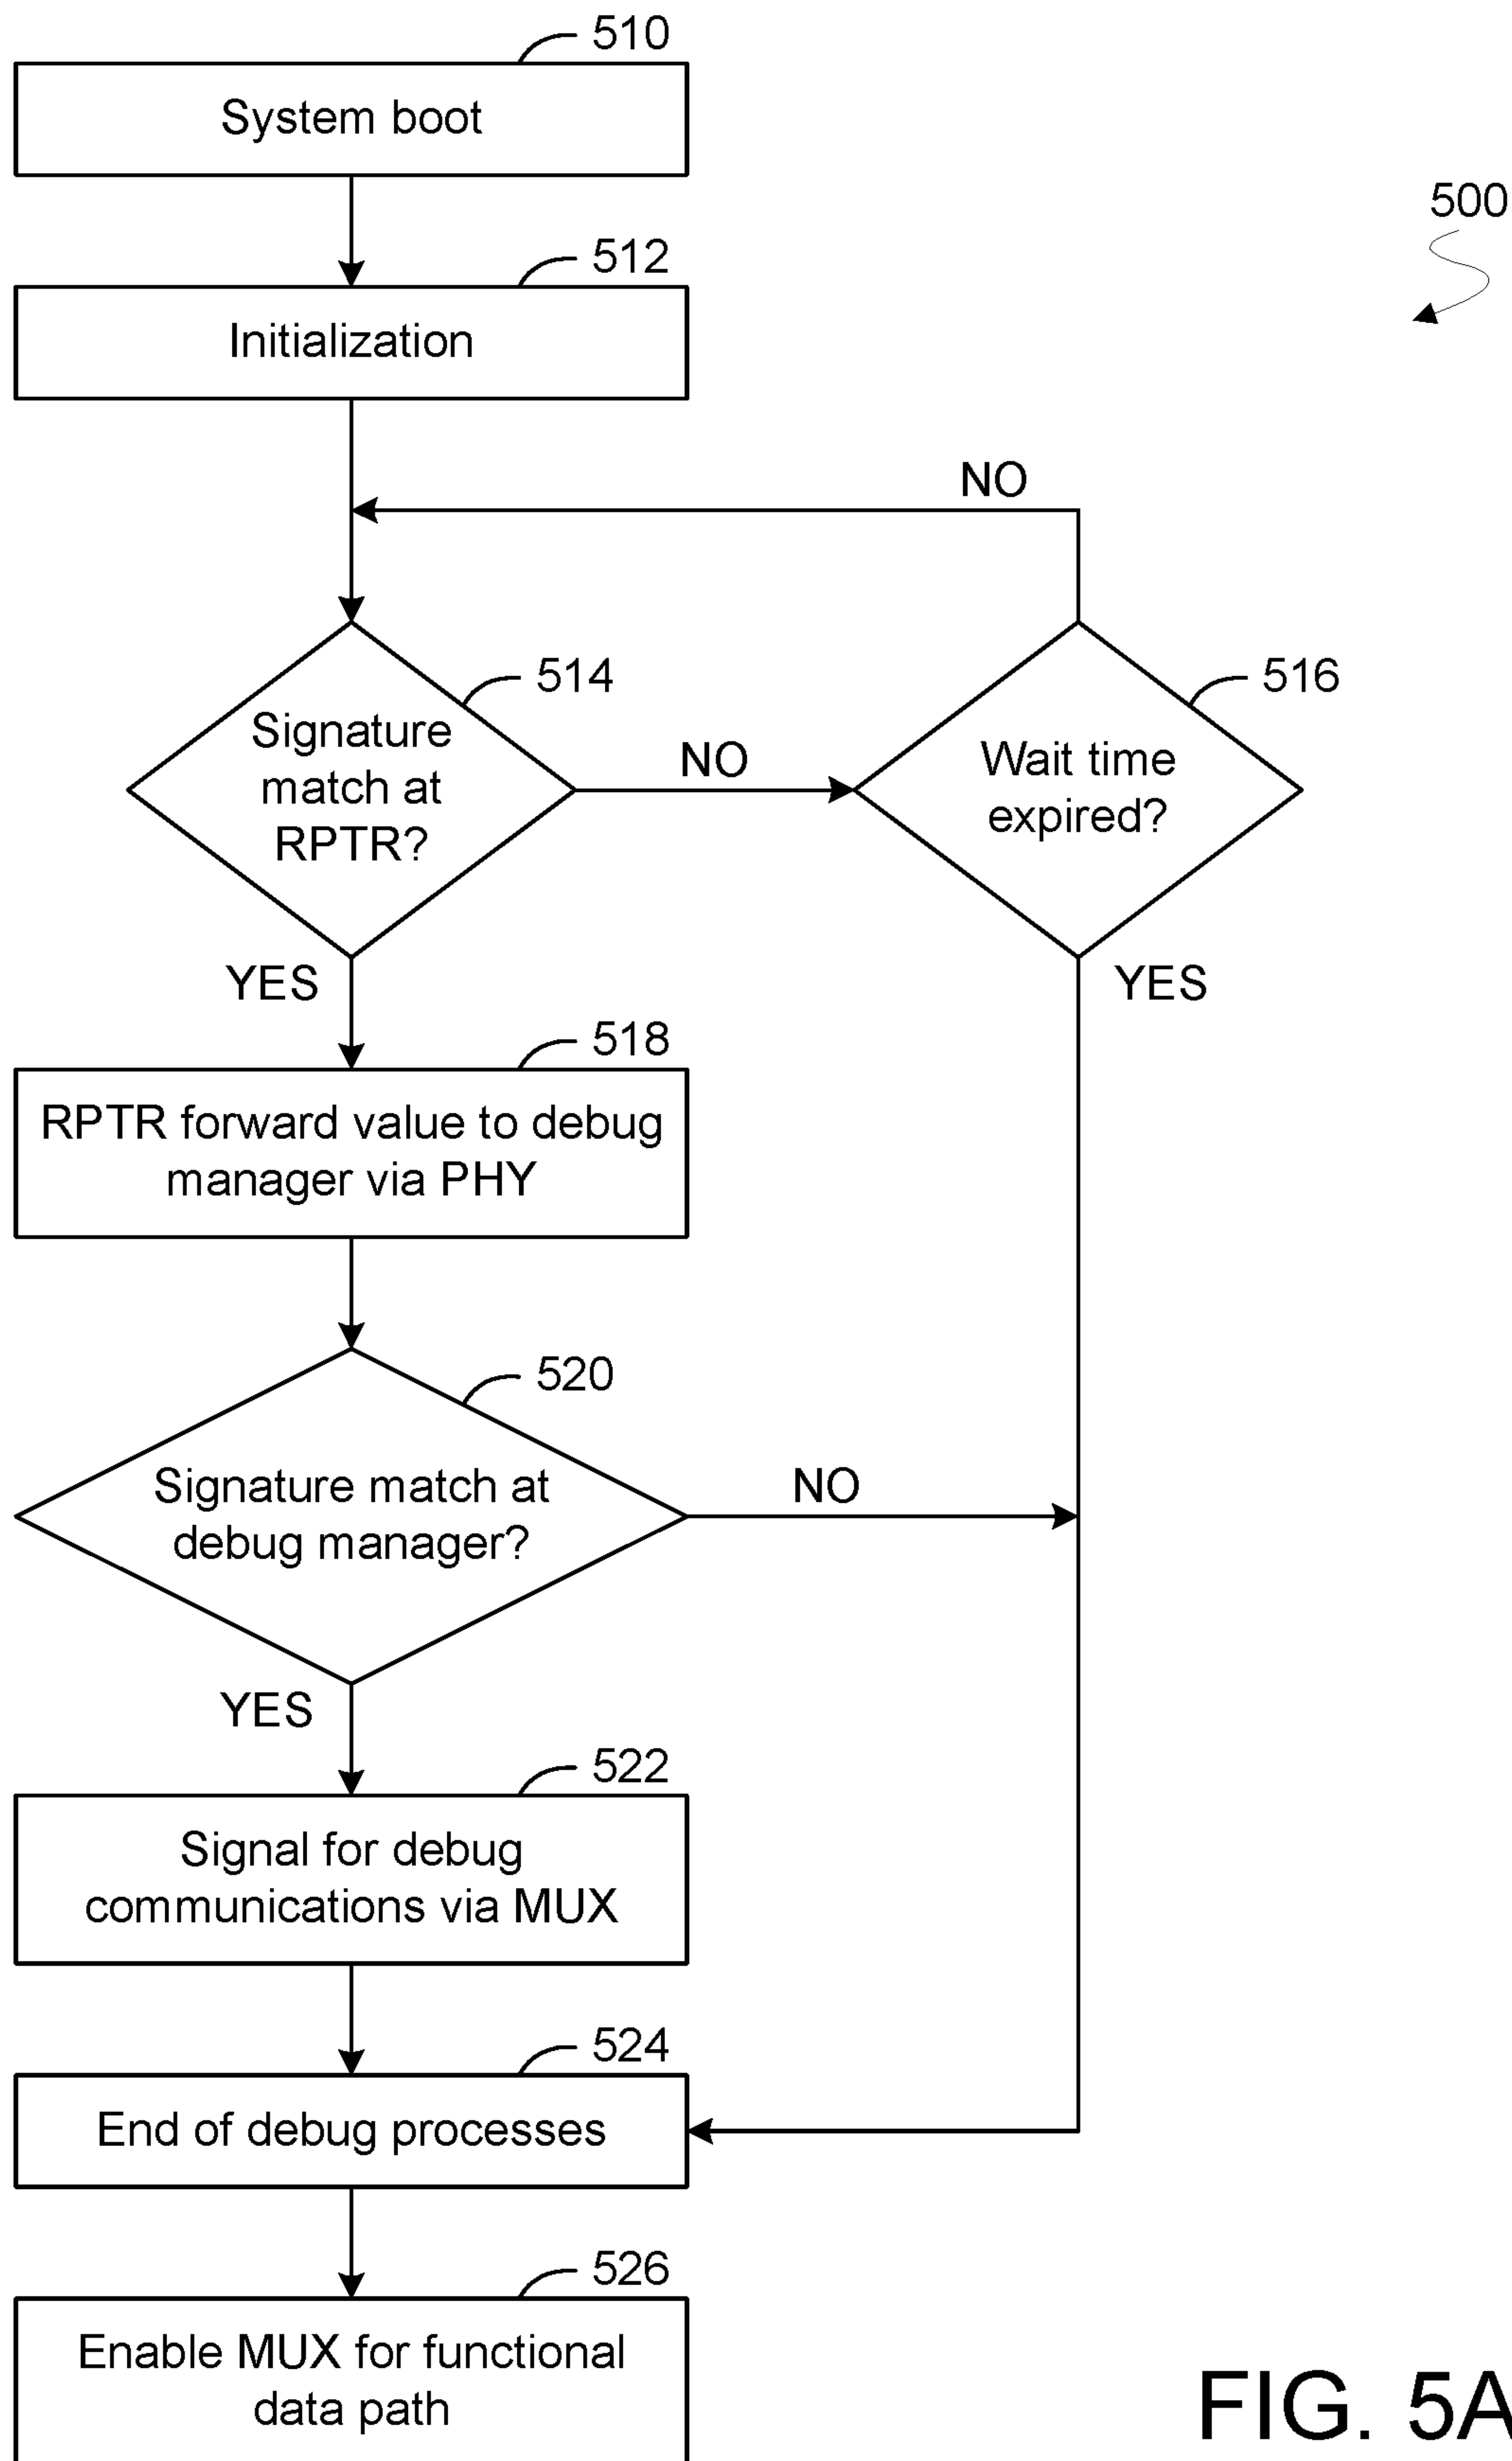 510
System boot
500
512
Initialization
NO
514
516
Signature
match at
RPTR?
NO
Wait time
expired?
YES
YES
518
RPTR forward value to debug
manager via PHY
520
Signature match at
debug manager?
NO
YES
522
Signal for debug
communications via MUX
524
End of debug processes
526
Enable MUX for functional
data path
FIG. 5A